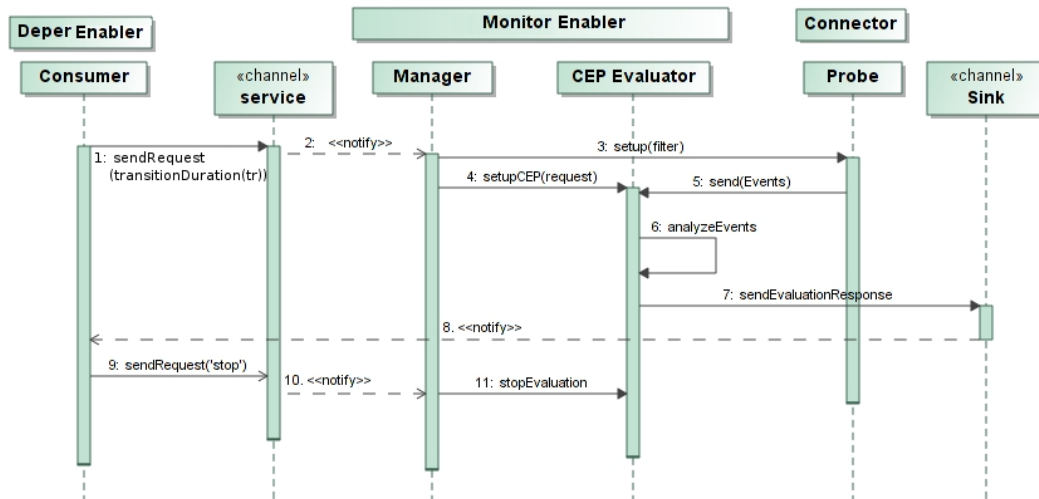 Deper Enabler
Monitor Enabler
Connector
Consumer
«channel»
service
Manager
CEP Evaluator
Probe
«channel»
Sink
1: sendRequest
(transitionDuration(tr))
2: <<notify>>
3: setup(filter)
4: setupCEP(request)
5: send(Events)
6: analyzeEvents
7: sendEvaluationResponse
8. <<notify>>
9: sendRequest('stop')
10. <<notify>>
11: stopEvaluation